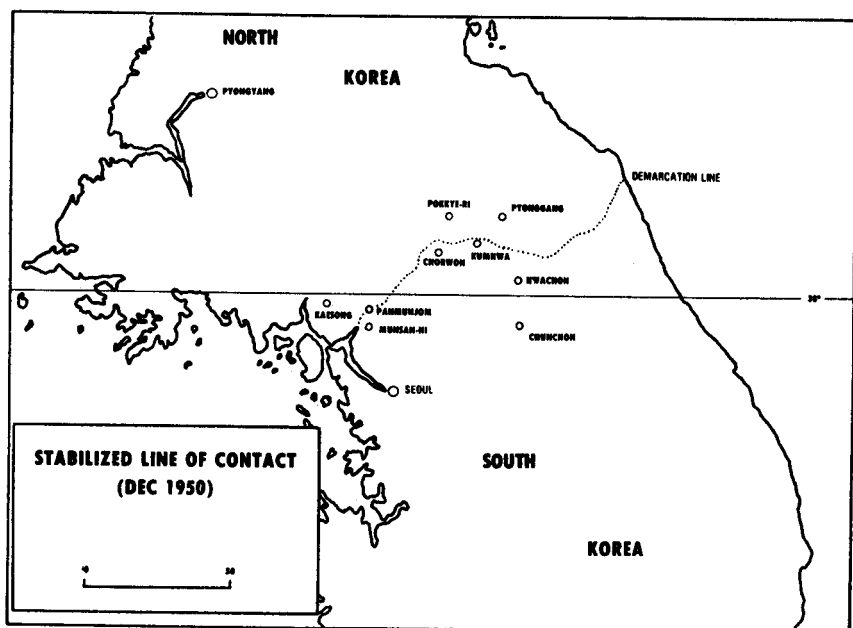 NORTH
KOREA
PYONGYANG
DEMARCATION LINE
POKKYE-RI
PYONGGANG
KUMHWA
CHORWON
HWACHON
38°
KAESONG
PANMUNJOM
MUNSAN-NI
CHUNCHON
SEOUL
STABILIZED LINE OF CONTACT
(DEC 1950)
SOUTH
KOREA
50